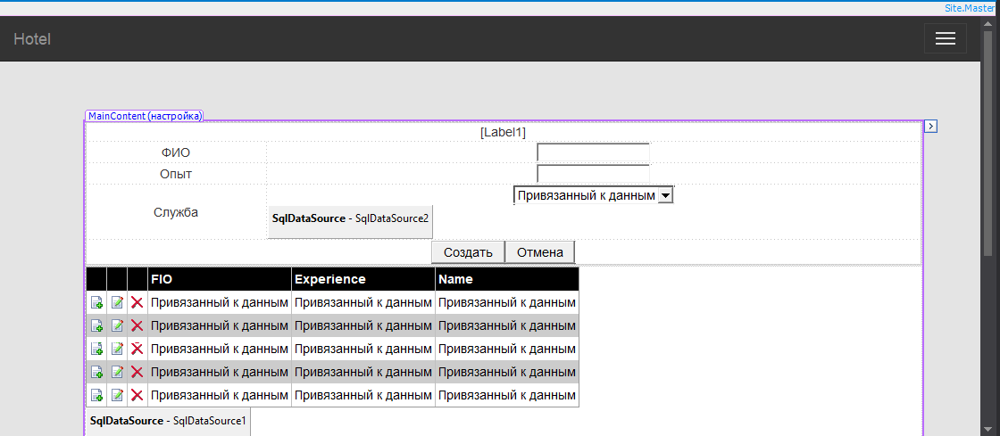 Site.Master
Hotel
MainContent (настройка)
[Label1]
ФИО
Опыт
Привязанный к данным
Служба
SqlDataSource - SqlDataSource2
Создать Отмена
FIO Experience Name
Привязанный к данным Привязанный к данным Привязанный к данным
Привязанный к данным Привязанный к данным Привязанный к данным
Привязанный к данным Привязанный к данным Привязанный к данным
Привязанный к данным Привязанный к данным Привязанный к данным
Привязанный к данным Привязанный к данным Привязанный к данным
SqlDataSource - SqlDataSource1